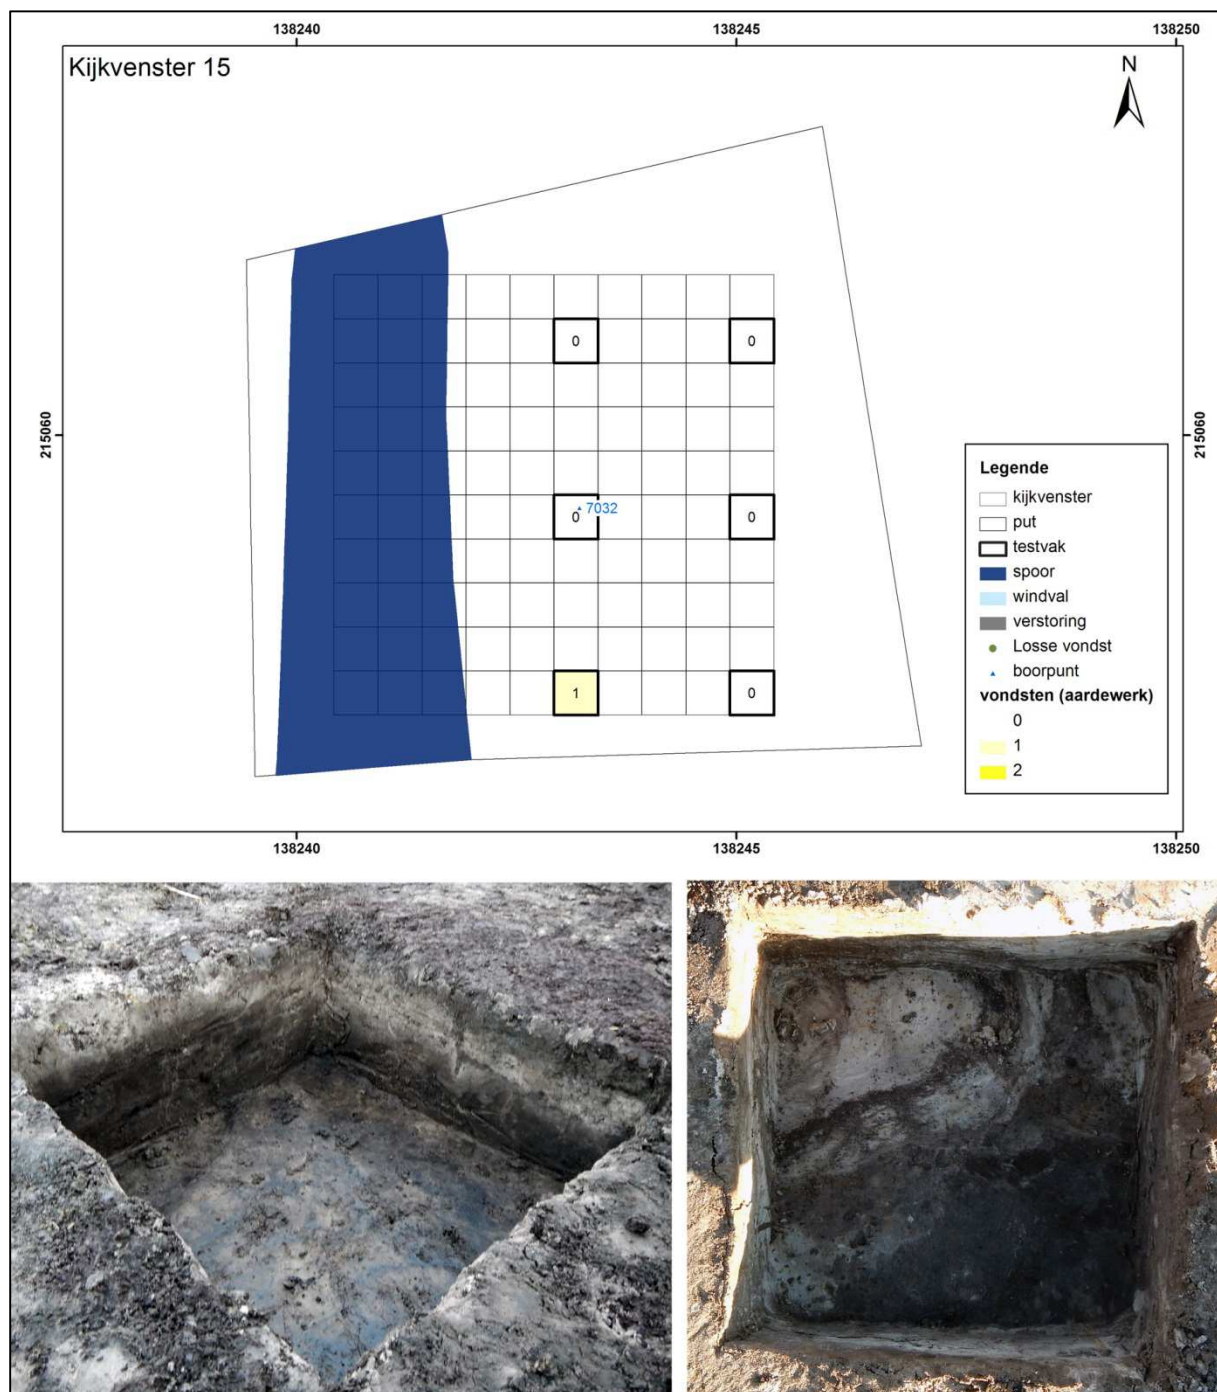 138240 138245 138250
Kijkvenster 15
N
0 0
215060 215060
Legende
kijkvenster
0 7032 0
put
testvak
spoor
windval
verstoring
Losse vondst
boorpunt
1 0
vondsten (aardewerk)
0
1
2
138240 138245 138250